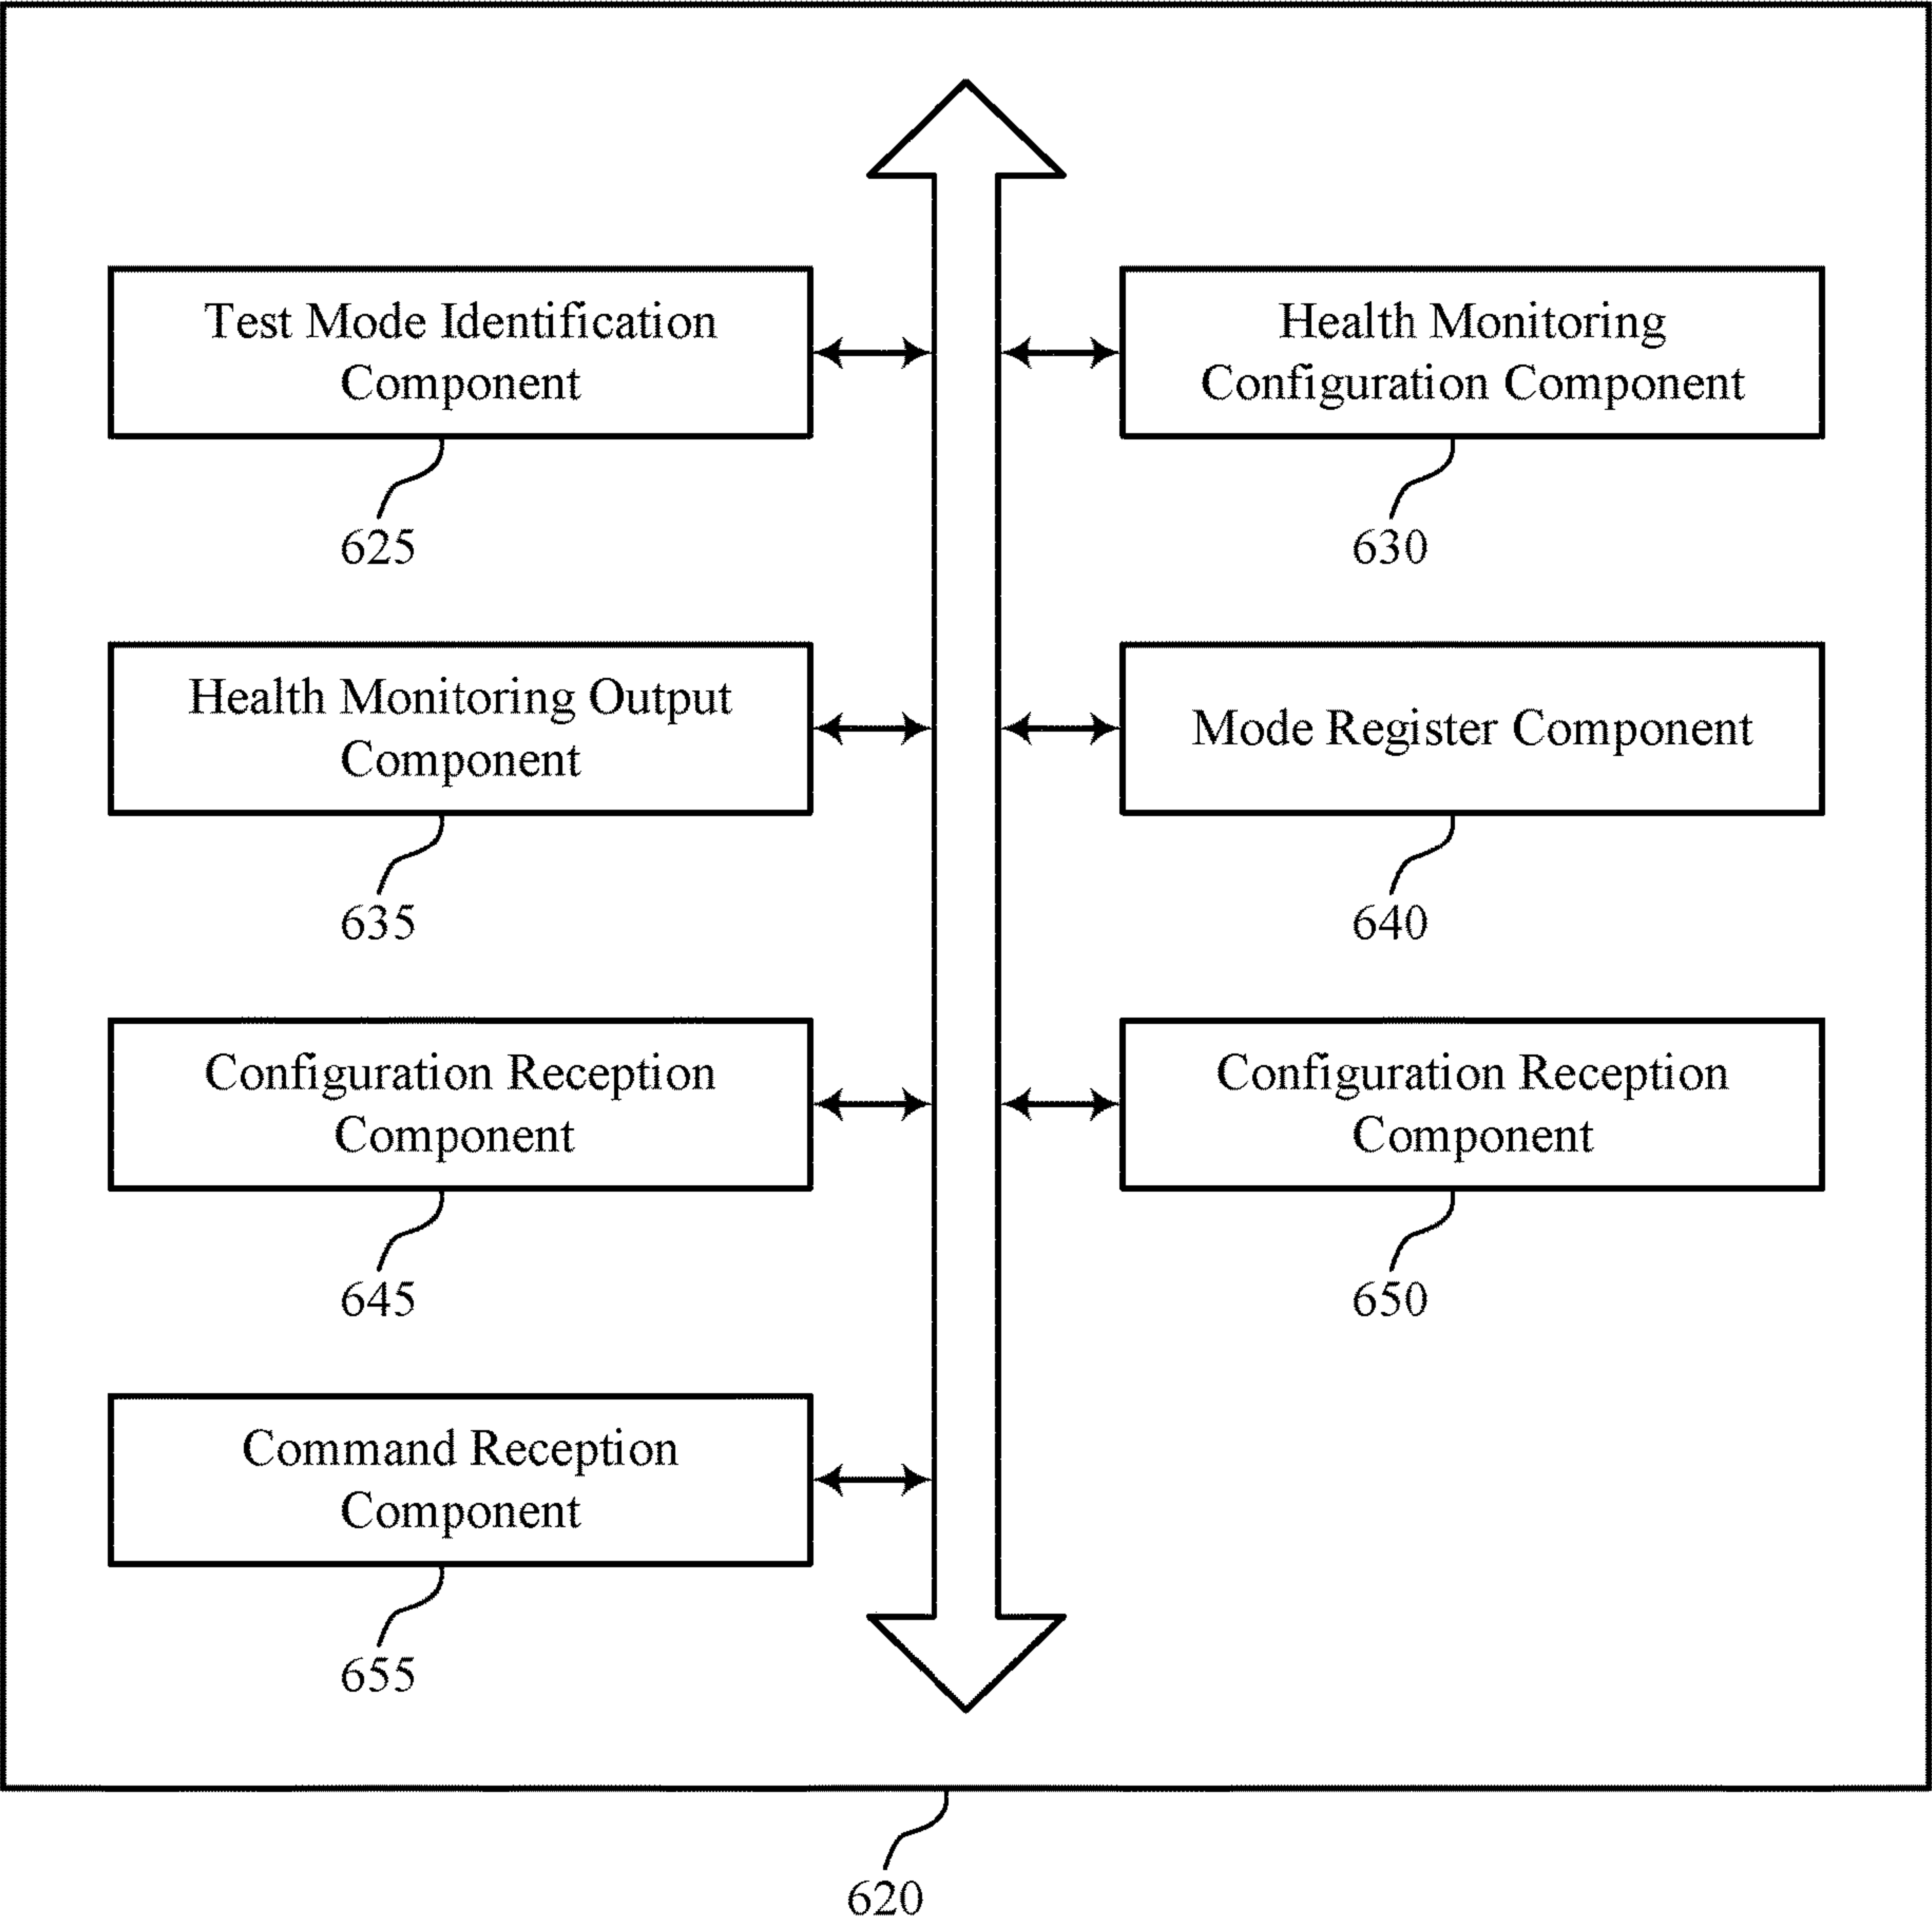 Test Mode Identification
Component
625
Health Monitoring
Configuration Component
630
Health Monitoring Output
Component
635
Mode Register Component
640
Configuration Reception
Component
645
Configuration Reception
Component
650
Command Reception
Component
655
620